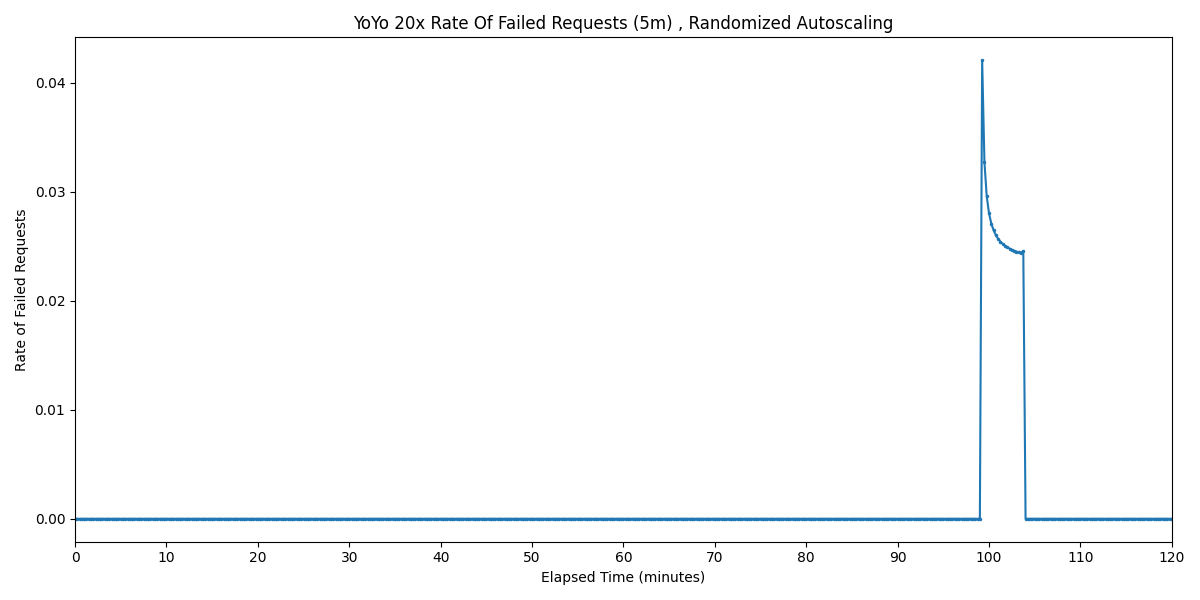 YoYo 20x Rate Of Failed Requests (5m) , Randomized Autoscaling
Rate of Failed Requests
0.04
0.03
0.02
0.01
0.00
0 10 20 30 40 50 60 70 80 90 100 110 120
Elapsed Time (minutes)